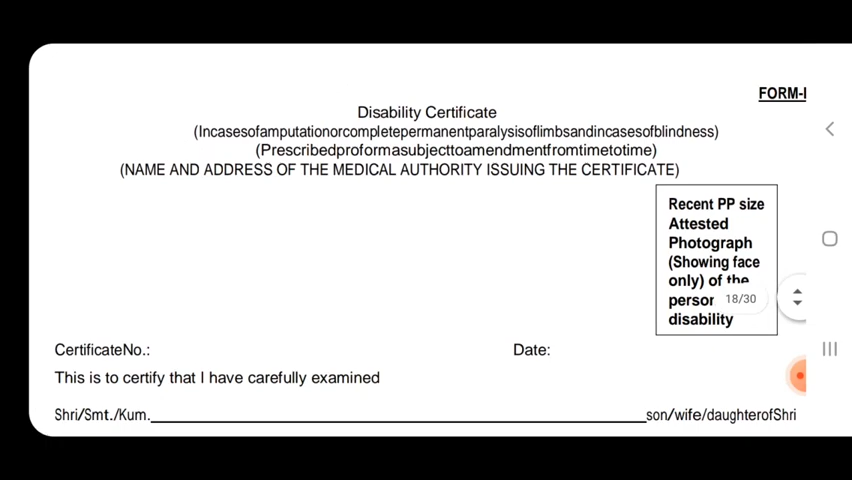 FORM-I
Disability Certificate
(Incasesofamputationorcompletepermanentparalysisoflimbsandincasesofblindness)
(Prescribedproformasubjecttoamendmentfromtimetotime)
(NAME AND ADDRESS OF THE MEDICAL AUTHORITY ISSUING THE CERTIFICATE)
Recent PP size
Attested
Photograph
(Showing face
only) of the
person
disability
18/30
CertificateNo.: Date:
This is to certify that I have carefully examined
Shri/Smt./Kum.____________________son/wife/daughterofShri